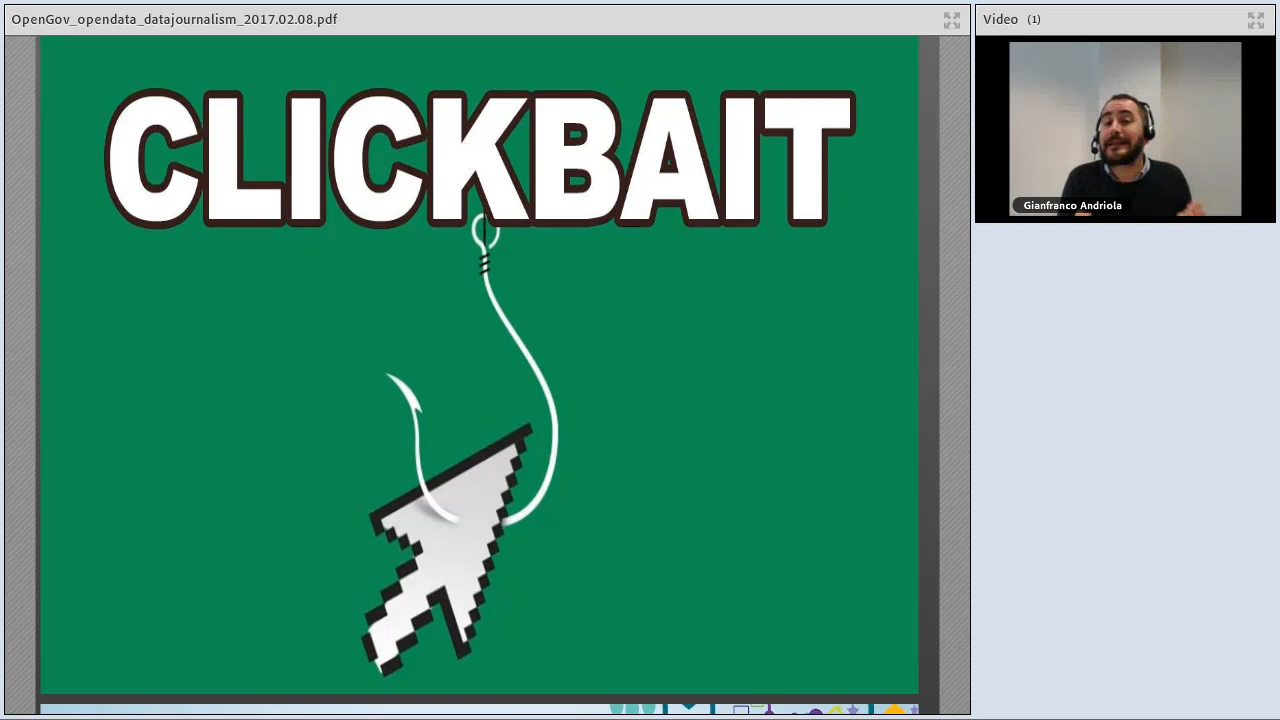 OpenGov_opendata_datajournalism_2017.02.08.pdf
Video (1)
CLICKBAIT
Gianfranco Andriola